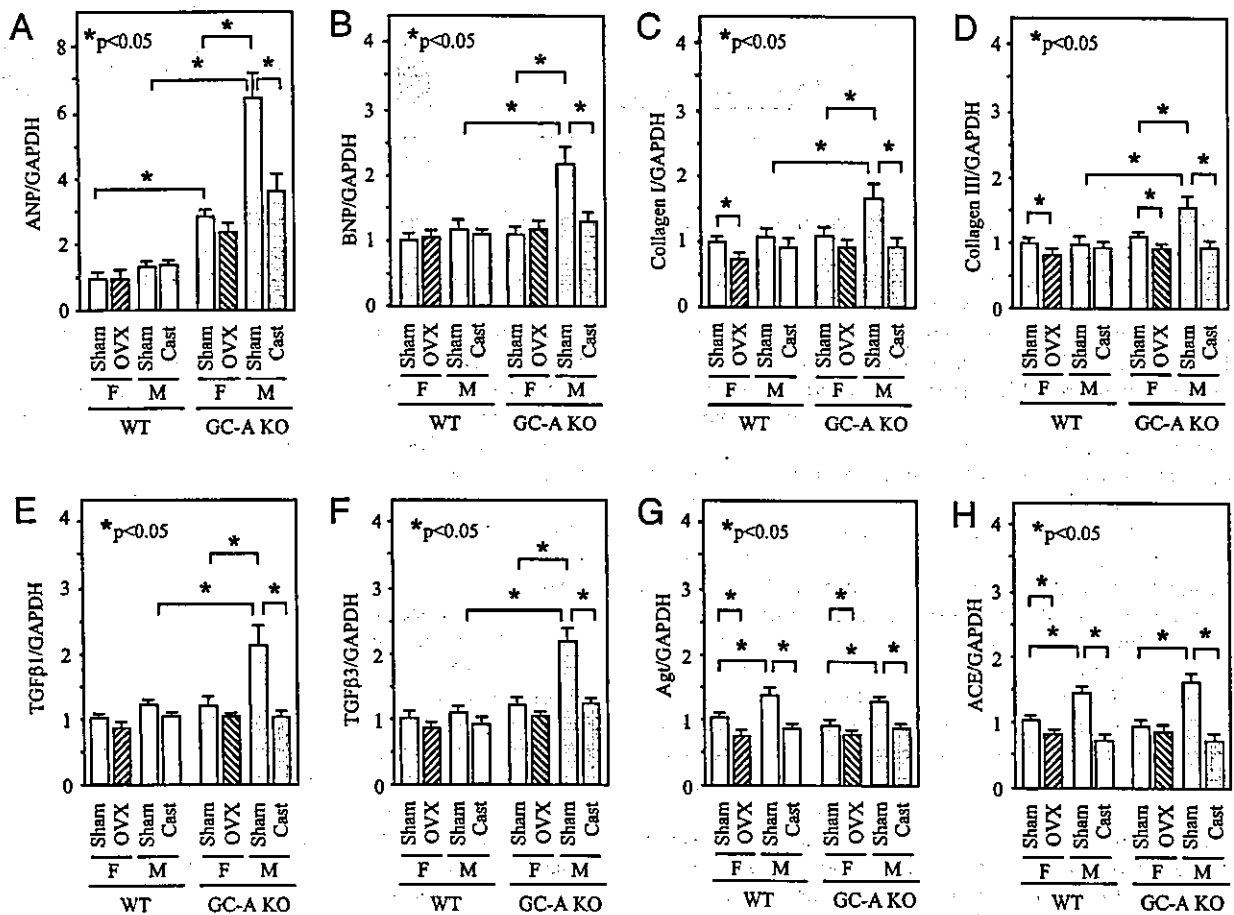 A
*p<0.05
ANP/GAPDH
8
6
4
2
0
Sham OVX Sham Cast Sham OVX Sham Cast
F M F M
WT GC-A KO
B
*p<0.05
BNP/GAPDH
4
3
2
1
0
Sham OVX Sham Cast Sham OVX Sham Cast
F M F M
WT GC-A KO
C
*p<0.05
Collagen I/GAPDH
4
3
2
1
0
Sham OVX Sham Cast Sham OVX Sham Cast
F M F M
WT GC-A KO
D
*p<0.05
Collagen III/GAPDH
4
3
2
1
0
Sham OVX Sham Cast Sham OVX Sham Cast
F M F M
WT GC-A KO
E
*p<0.05
TGFβ1/GAPDH
4
3
2
1
0
Sham OVX Sham Cast Sham OVX Sham Cast
F M F M
WT GC-A KO
F
*p<0.05
TGFβ3/GAPDH
4
3
2
1
0
Sham OVX Sham Cast Sham OVX Sham Cast
F M F M
WT GC-A KO
G
*p<0.05
Agt/GAPDH
4
3
2
1
0
Sham OVX Sham Cast Sham OVX Sham Cast
F M F M
WT GC-A KO
H
*p<0.05
ACE/GAPDH
4
3
2
1
0
Sham OVX Sham Cast Sham OVX Sham Cast
F M F M
WT GC-A KO